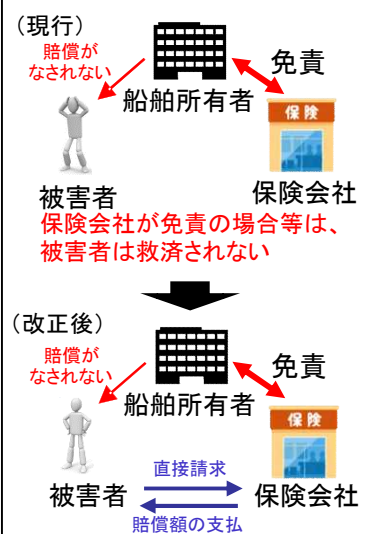 （現行）
賠償が
なされない
免責
船舶所有者
保険
被害者
保険会社
保険会社が免責の場合等は、
被害者は救済されない
（改正後）
賠償が
なされない
免責
船舶所有者
保険
直接請求
被害者
保険会社
賠償額の支払